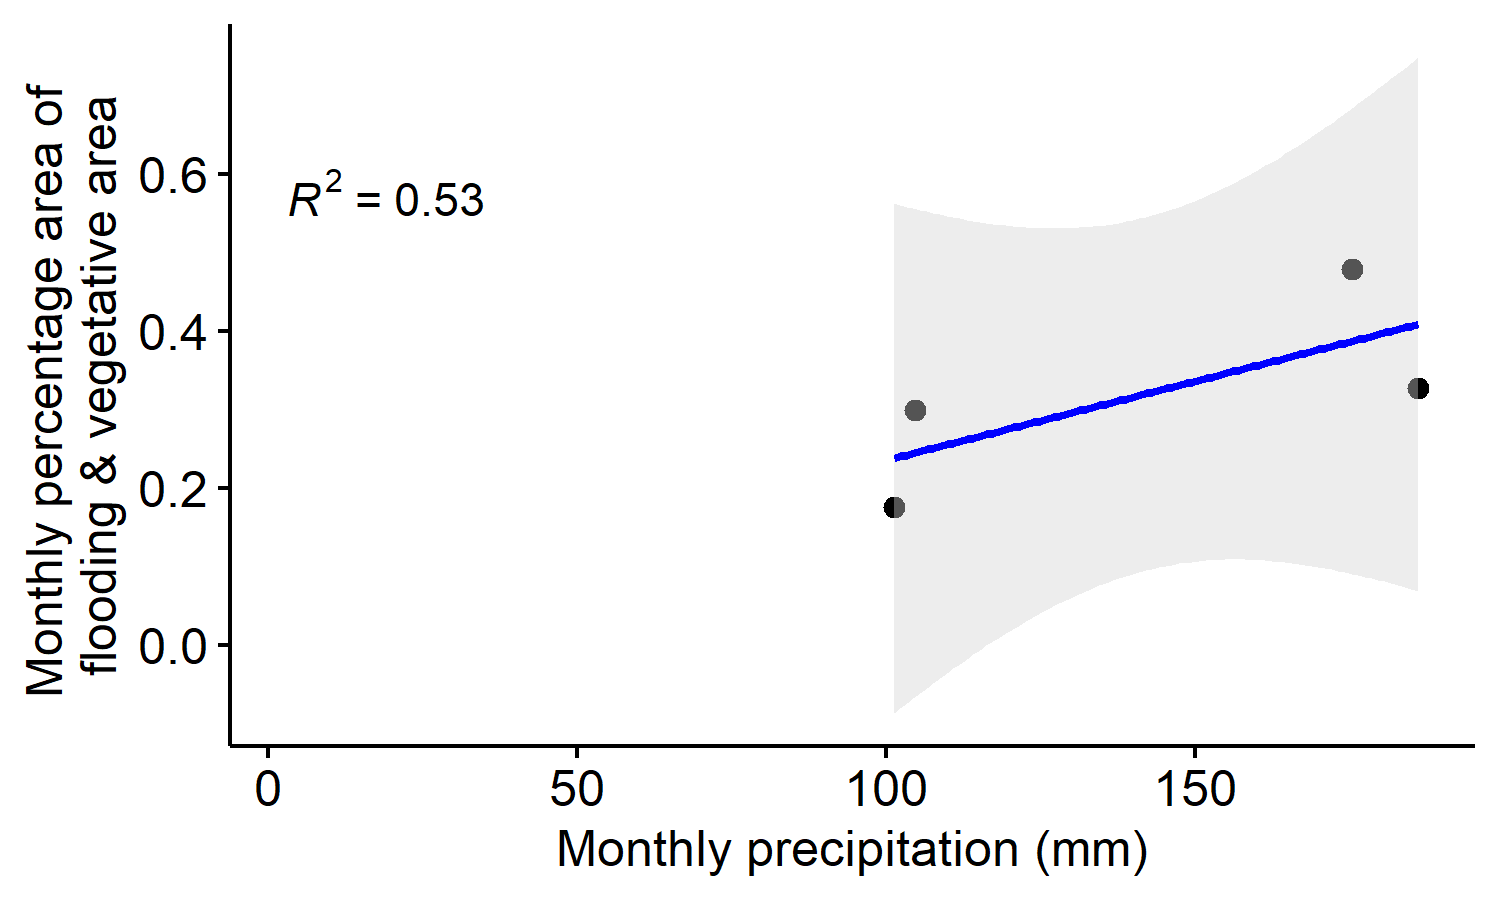 Monthly percentage area of
flooding & vegetative area
0.6
0.4
0.2
0.0
R² = 0.53
0 50 100 150
Monthly precipitation (mm)